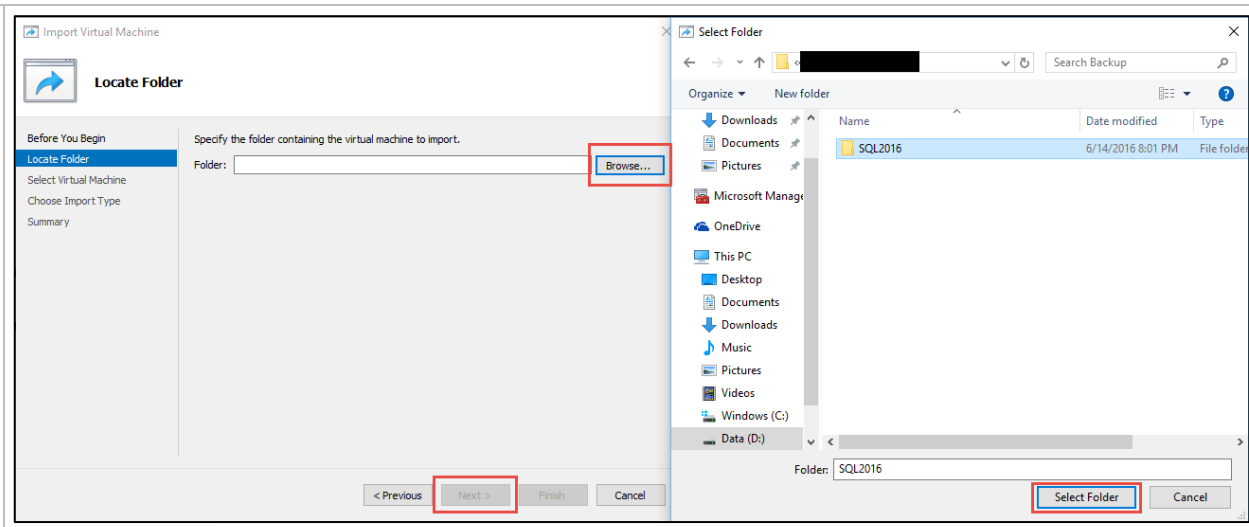 Import Virtual Machine
Locate Folder
Before You Begin
Locate Folder
Select Virtual Machine
Choose Import Type
Summary
Specify the folder containing the virtual machine to import.
Folder:
Browse...
< Previous
Next >
Finish
Cancel
Select Folder
«
Search Backup
Organize
New folder
?
Downloads
Documents
Pictures
Microsoft Manage
OneDrive
This PC
Desktop
Documents
Downloads
Music
Pictures
Videos
Windows (C:)
Data (D:)
Name Date modified Type
SQL2016 6/14/2016 8:01 PM File folder
Folder: SQL2016
Select Folder
Cancel